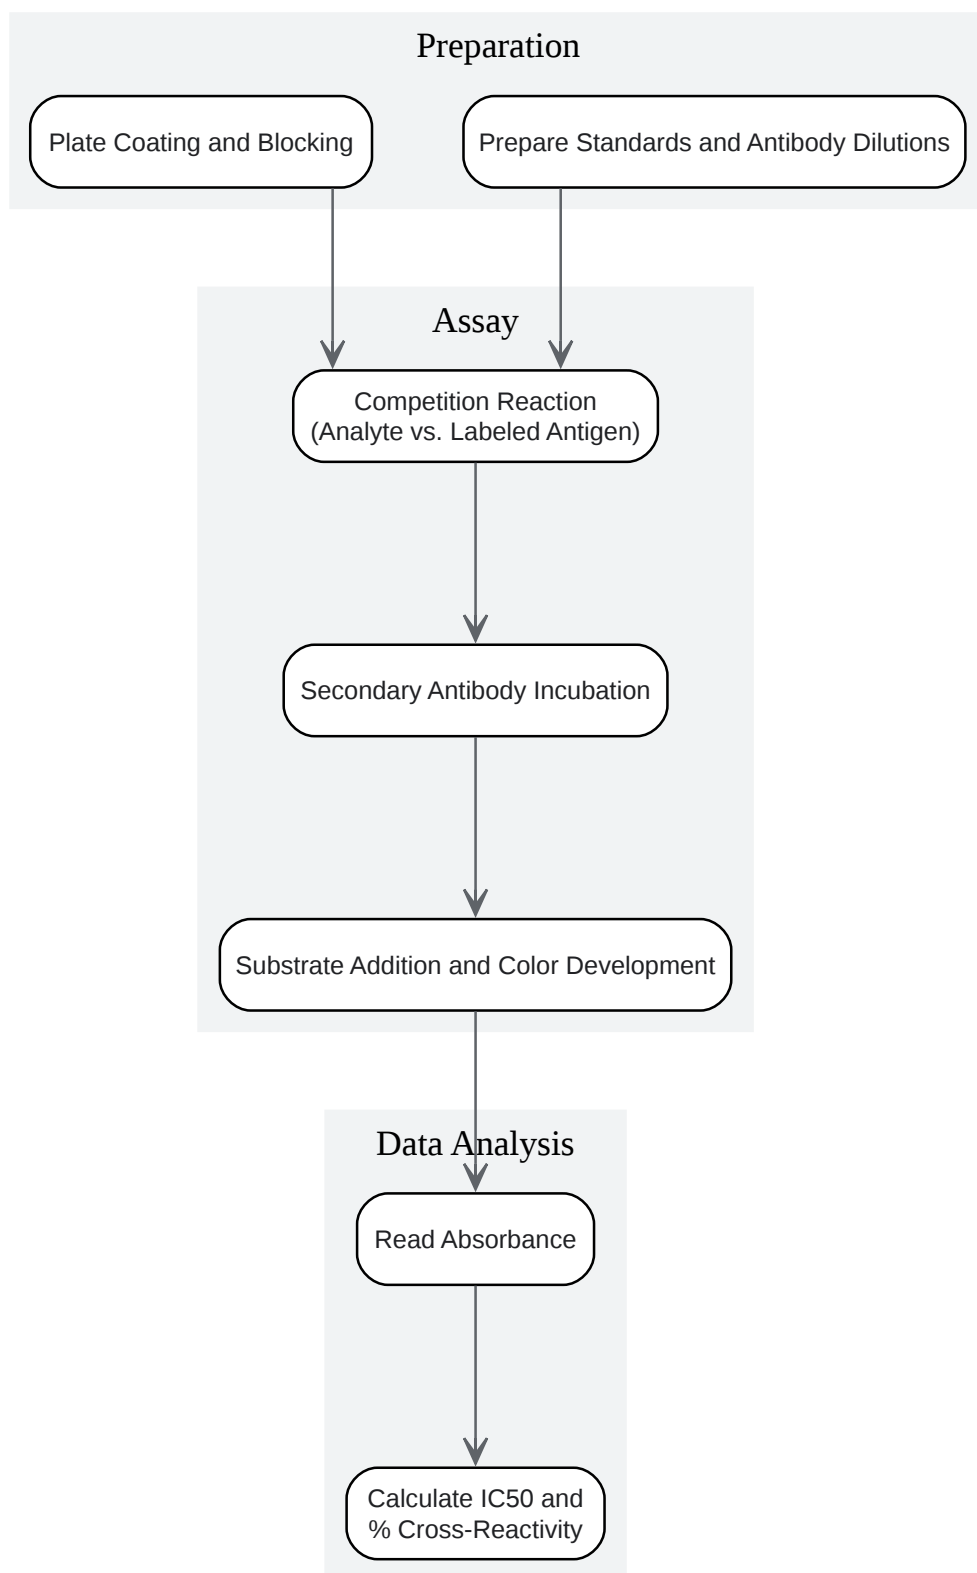 Preparation
Plate Coating and Blocking
Prepare Standards and Antibody Dilutions
Assay
Competition Reaction
(Analyte vs. Labeled Antigen)
Secondary Antibody Incubation
Substrate Addition and Color Development
Data Analysis
Read Absorbance
Calculate IC50 and
% Cross-Reactivity